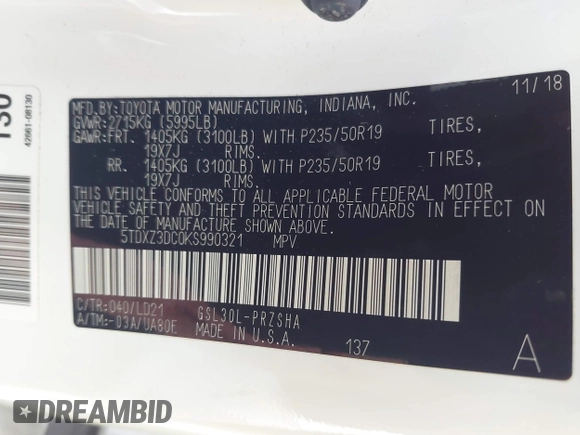 MFD.BY:TOYOTA MOTOR MANUFACTURING, INDIANA, INC. 11/18
GVWR:2715KG (5995LB)
GAWR:FRT. 1405KG (3100LB) WITH P235/50R19 TIRES,
19X7J RIMS.
RR. 1405KG (3100LB) WITH P235/50R19 TIRES,
19X7J RIMS.
THIS VEHICLE CONFORMS TO ALL APPLICABLE FEDERAL MOTOR
VEHICLE SAFETY AND THEFT PREVENTION STANDARDS IN EFFECT ON
THE DATE OF MANUFACTURE SHOWN ABOVE.
5TDXZ3DC0KS990321 MPV
C/TR:040/LD21 GSL30L-PRZSHA
A/TM:-03A/UA80E MADE IN U.S.A.
137 A
42661-08130
DREAMBID